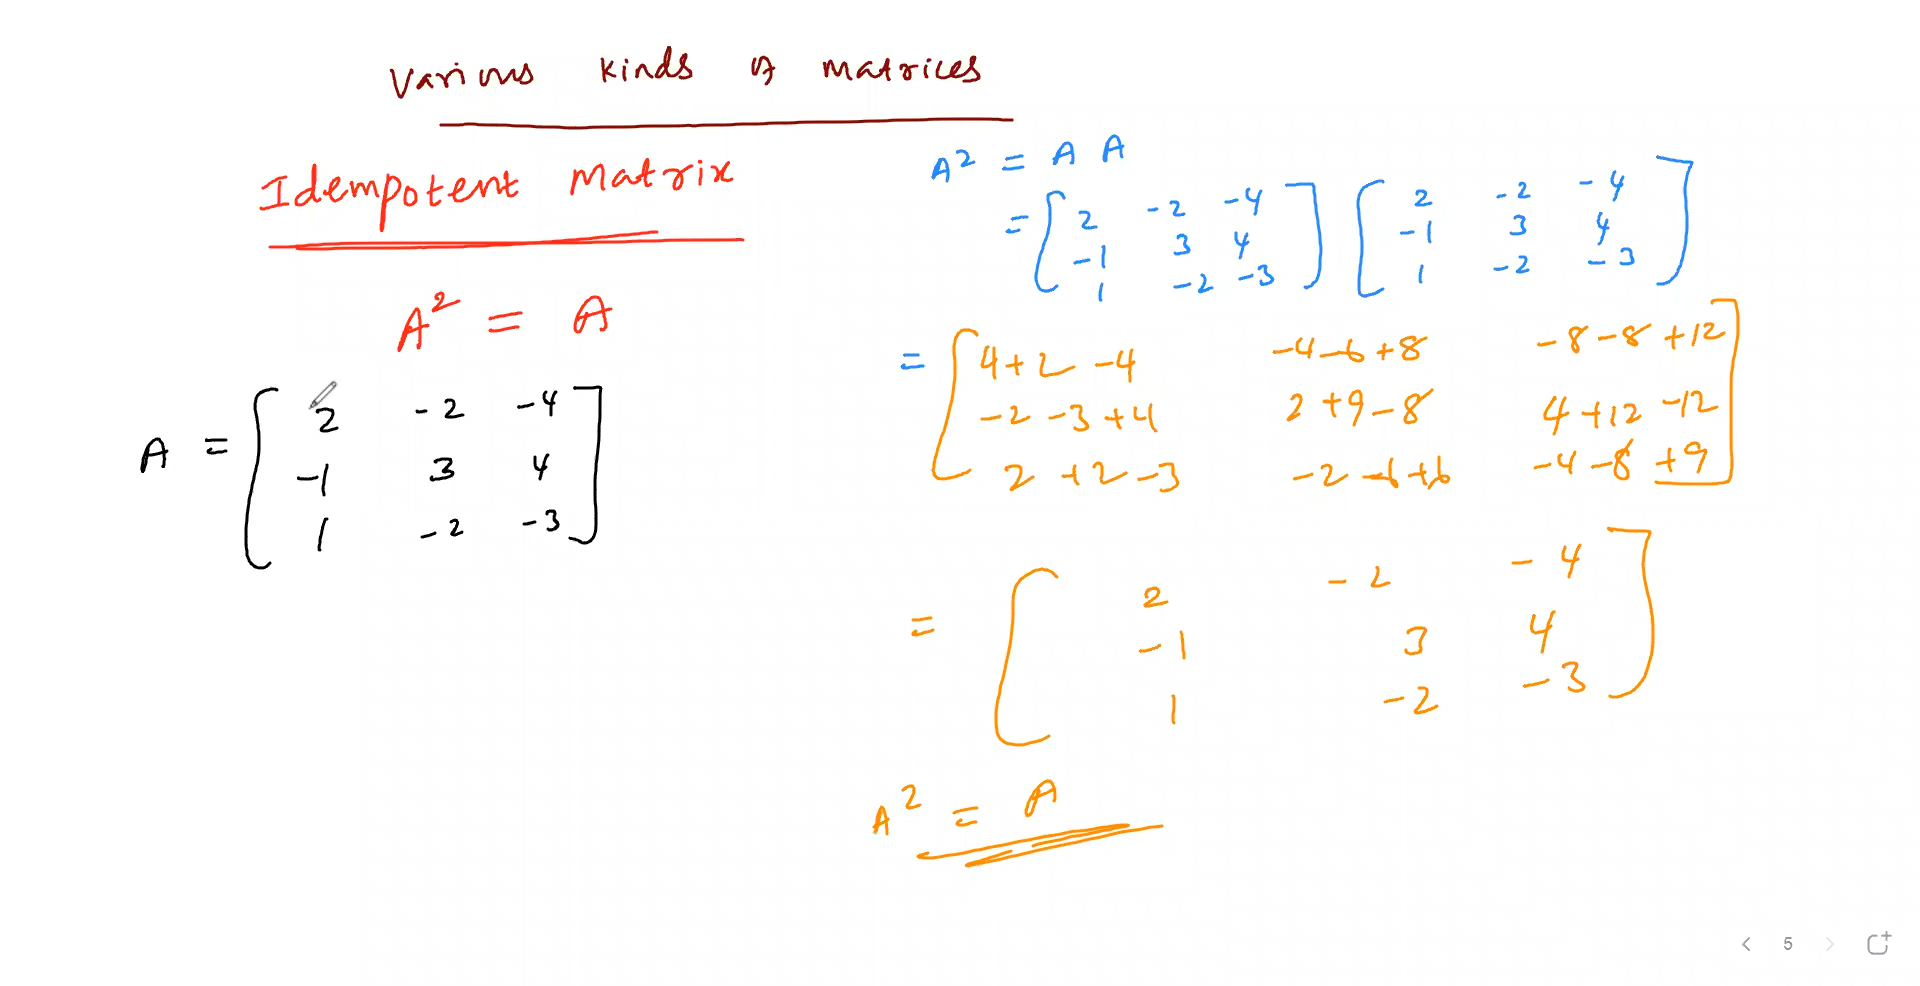 Various kinds of matrices
Idempotent Matrix
A² = A
A = [ 2 -2 -4
-1 3 4
1 -2 -3 ]
A² = A A
= [ 2 -2 -4 ] [ 2 -2 -4 ]
-1 3 4 -1 3 4
1 -2 -3 1 -2 -3
= [ 4+2-4 -4-6+8 -8-8+12
-2-3+4 2+9-8 4+12-12
2+2-3 -2-6+6 -4-8+9 ]
= [ 2 -2 -4
-1 3 4
1 -2 -3 ]
A² = A
5